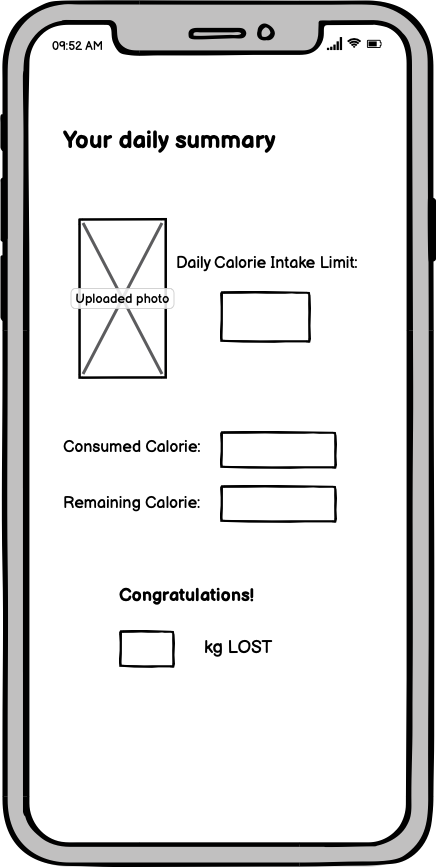 09:52 AM
Your daily summary
Daily Calorie Intake Limit:
Uploaded photo
Consumed Calorie:
Remaining Calorie:
Congratulations!
kg LOST